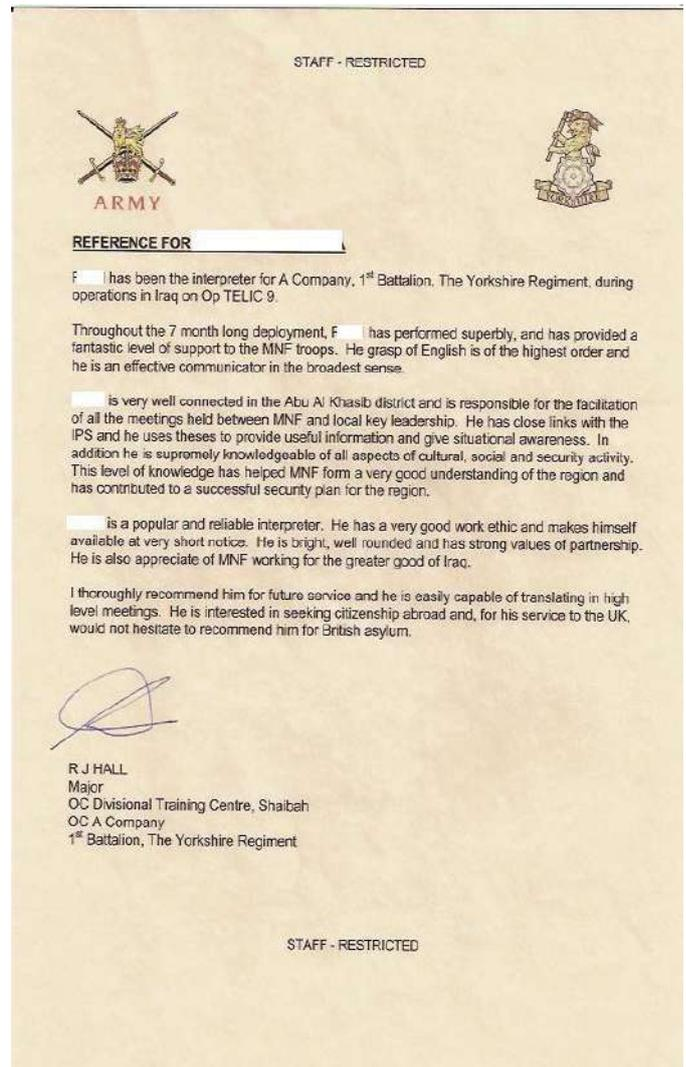 STAFF - RESTRICTED
ARMY
YORKSHIRE
REFERENCE FOR
F has been the interpreter for A Company, 1st Battalion, The Yorkshire Regiment, during
operations in Iraq on Op TELIC 9.
Throughout the 7 month long deployment, F has performed superbly, and has provided a
fantastic level of support to the MNF troops. He grasp of English is of the highest order and
he is an effective communicator in the broadest sense.
is very well connected in the Abu Al Khasib district and is responsible for the facilitation
of all the meetings held between MNF and local key leadership. He has close links with the
IPS and he uses theses to provide useful information and give situational awareness. In
addition he is supremely knowledgeable of all aspects of cultural, social and security activity.
This level of knowledge has helped MNF form a very good understanding of the region and
has contributed to a successful security plan for the region.
is a popular and reliable interpreter. He has a very good work ethic and makes himself
available at very short notice. He is bright, well rounded and has strong values of partnership.
He is also appreciate of MNF working for the greater good of Iraq.
I thoroughly recommend him for future service and he is easily capable of translating in high
level meetings. He is interested in seeking citizenship abroad and, for his service to the UK,
would not hesitate to recommend him for British asylum.
R J HALL
Major
OC Divisional Training Centre, Shaibah
OC A Company
1st Battalion, The Yorkshire Regiment
STAFF - RESTRICTED